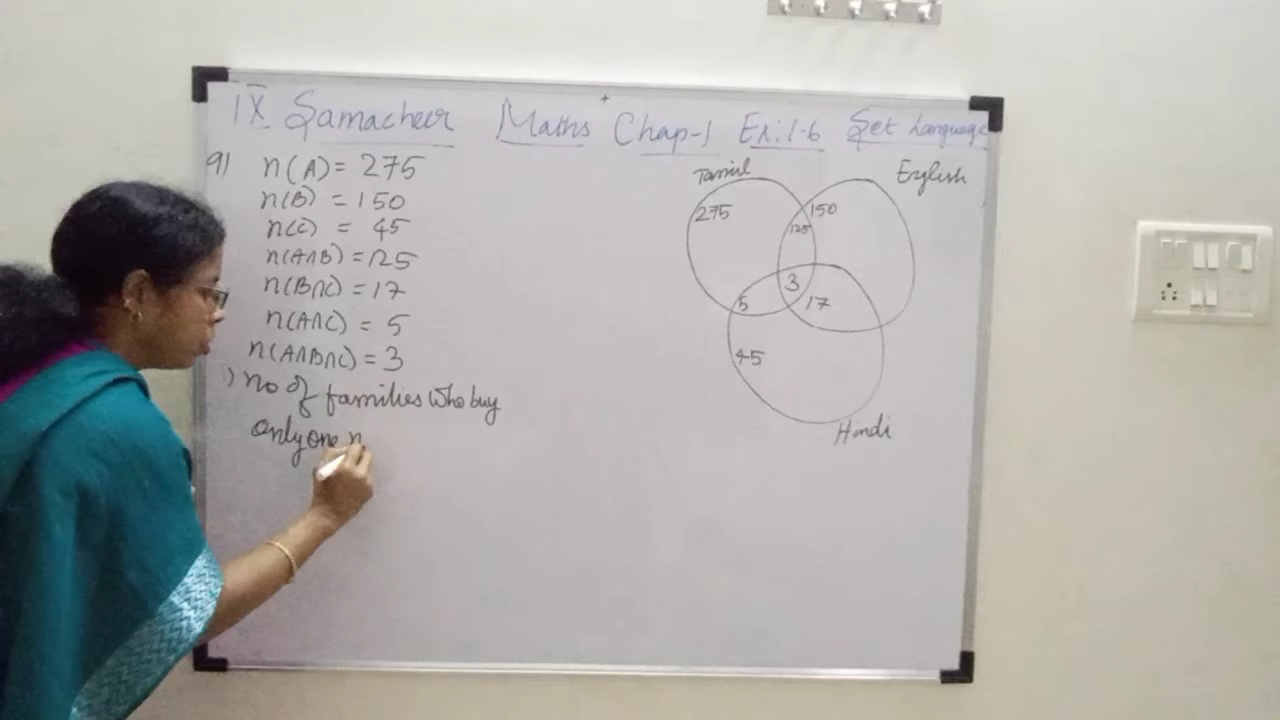 IX Samacheer Maths Chap-1 Ex:1.6 Set Language
9) n(A) = 275
n(B) = 150
n(C) = 45
n(A∩B) = 125
n(B∩C) = 17
n(A∩C) = 5
n(A∩B∩C) = 3
i) no of families who buy
only one n
Tamil
English
275
150
125
3
5
17
45
Hindi